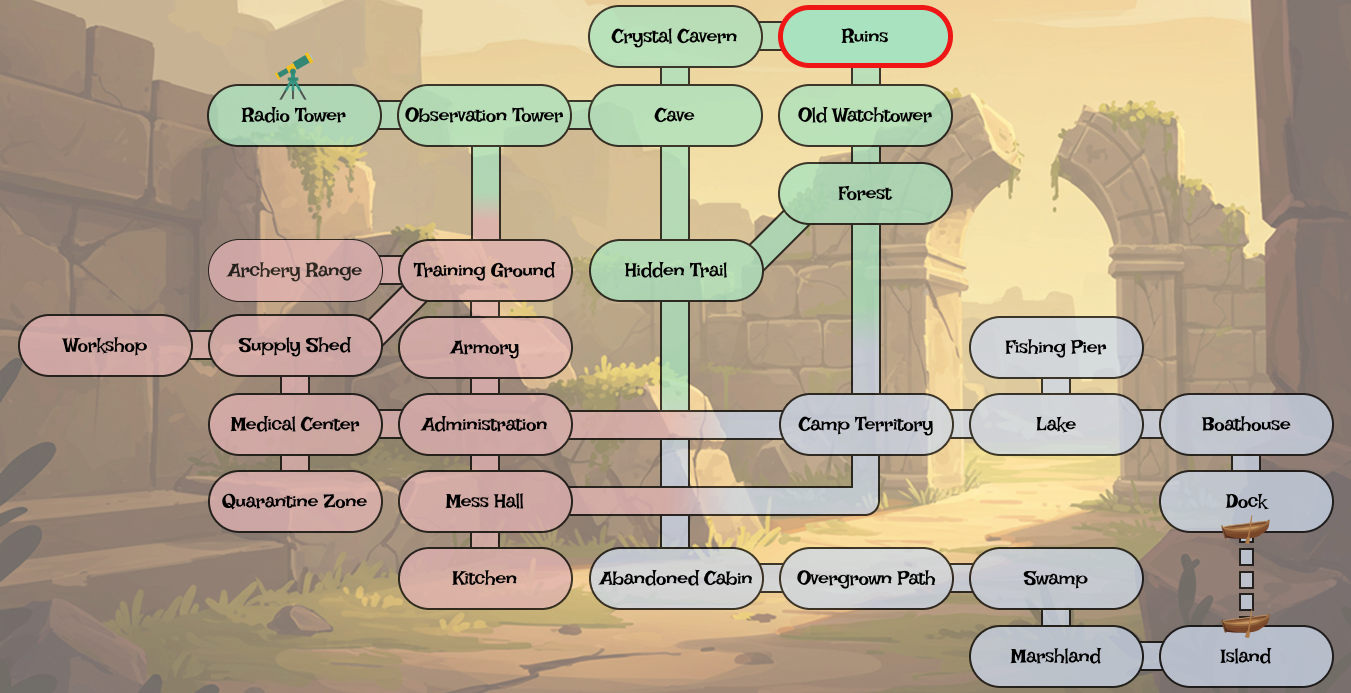 Crystal Cavern
Ruins
Radio Tower
Observation Tower
Cave
Old Watchtower
Forest
Archery Range
Training Ground
Hidden Trail
Workshop
Supply Shed
Armory
Fishing Pier
Medical Center
Administration
Camp Territory
Lake
Boathouse
Quarantine Zone
Mess Hall
Dock
Kitchen
Abandoned Cabin
Overgrown Path
Swamp
Marshland
Island